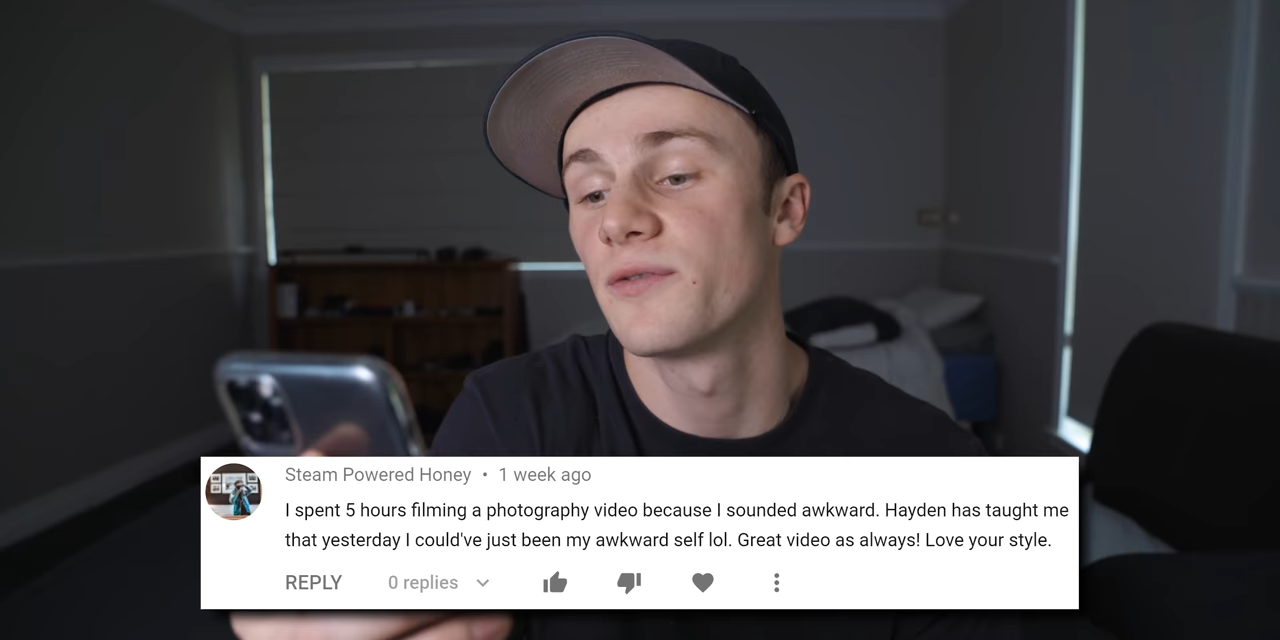 Steam Powered Honey • 1 week ago
I spent 5 hours filming a photography video because I sounded awkward. Hayden has taught me
that yesterday I could've just been my awkward self lol. Great video as always! Love your style.
REPLY 0 replies